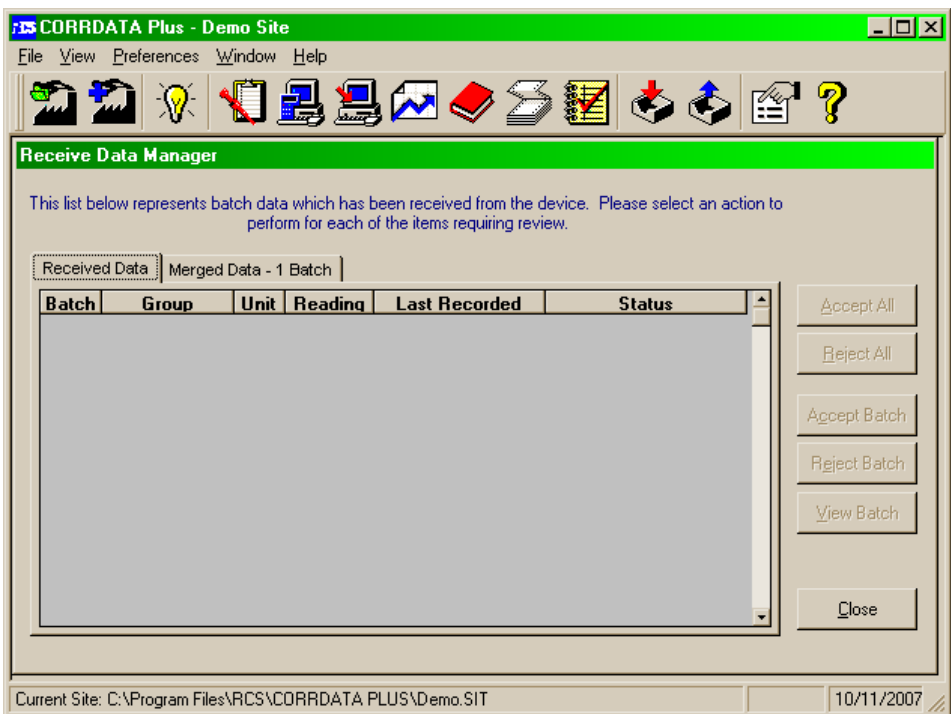 CORRDATA Plus - Demo Site
File View Preferences Window Help
Receive Data Manager
This list below represents batch data which has been received from the device. Please select an action to
perform for each of the items requiring review.
Received Data Merged Data - 1 Batch
Batch Group Unit Reading Last Recorded Status
Accept All
Reject All
Accept Batch
Reject Batch
View Batch
Close
Current Site: C:\Program Files\RCS\CORRDATA PLUS\Demo.SIT 10/11/2007